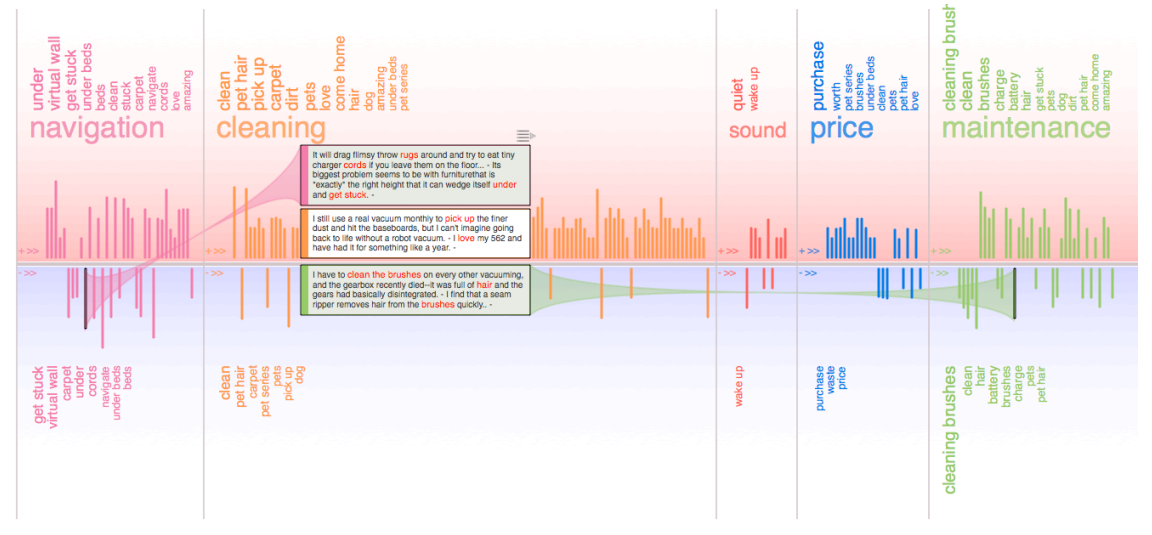 under
virtual wall
get stuck
under beds
beds
clean
stuck
carpet
navigate
cords
love
amazing
navigation
clean
pet hair
pick up
carpet
dirt
pets
love
come home
hair
dog
amazing
under beds
pet series
cleaning
quiet
wake up
sound
purchase
worth
pet series
brushes
under beds
clean
pets
pet hair
love
price
cleaning brush
clean
brushes
charge
battery
hair
get stuck
pets
dog
dirt
pet hair
come home
amazing
maintenance
It will drag flimsy throw rugs around and try to eat tiny
charger cords if you leave them on the floor... - Its
biggest problem seems to be with furniturethat is
"exactly" the right height that it can wedge itself under
and get stuck. -
I still use a real vacuum monthly to pick up the finer
dust and hit the baseboards, but I can't imagine going
back to life without a robot vacuum. - I love my 562 and
have had it for something like a year. -
I have to clean the brushes on every other vacuuming,
and the gearbox recently died--it was full of hair and the
gears had basically disintegrated. - I find that a seam
ripper removes hair from the brushes quickly.. -
+ >>
+ >>
+ >>
+ >>
+ >>
- >>
- >>
- >>
- >>
- >>
get stuck
virtual wall
carpet
under
cords
navigate
under beds
beds
clean
pet hair
carpet
pet series
pets
pick up
dog
wake up
purchase
waste
price
cleaning brushes
clean
hair
battery
brushes
charge
pets
pet hair